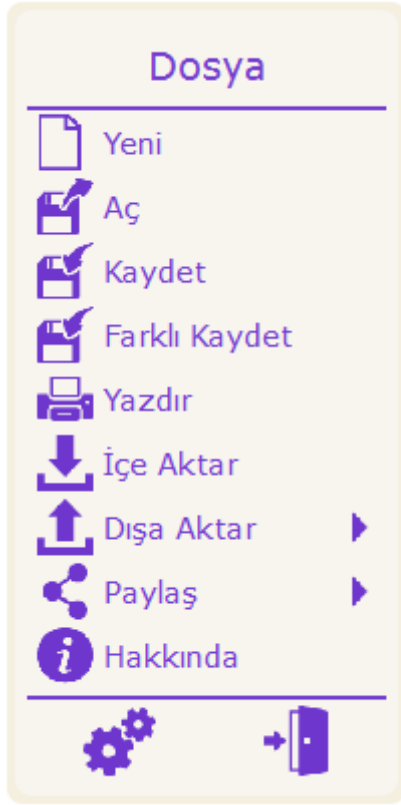 Dosya
Yeni
Aç
Kaydet
Farklı Kaydet
Yazdır
İçe Aktar
Dışa Aktar
Paylaş
Hakkında